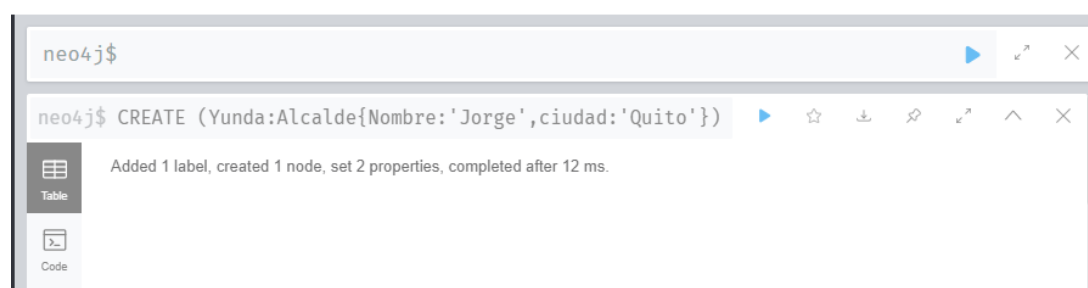 neo4j$
neo4j$ CREATE (Yunda:Alcalde{Nombre:'Jorge',ciudad:'Quito'})
Added 1 label, created 1 node, set 2 properties, completed after 12 ms.
Table
Code